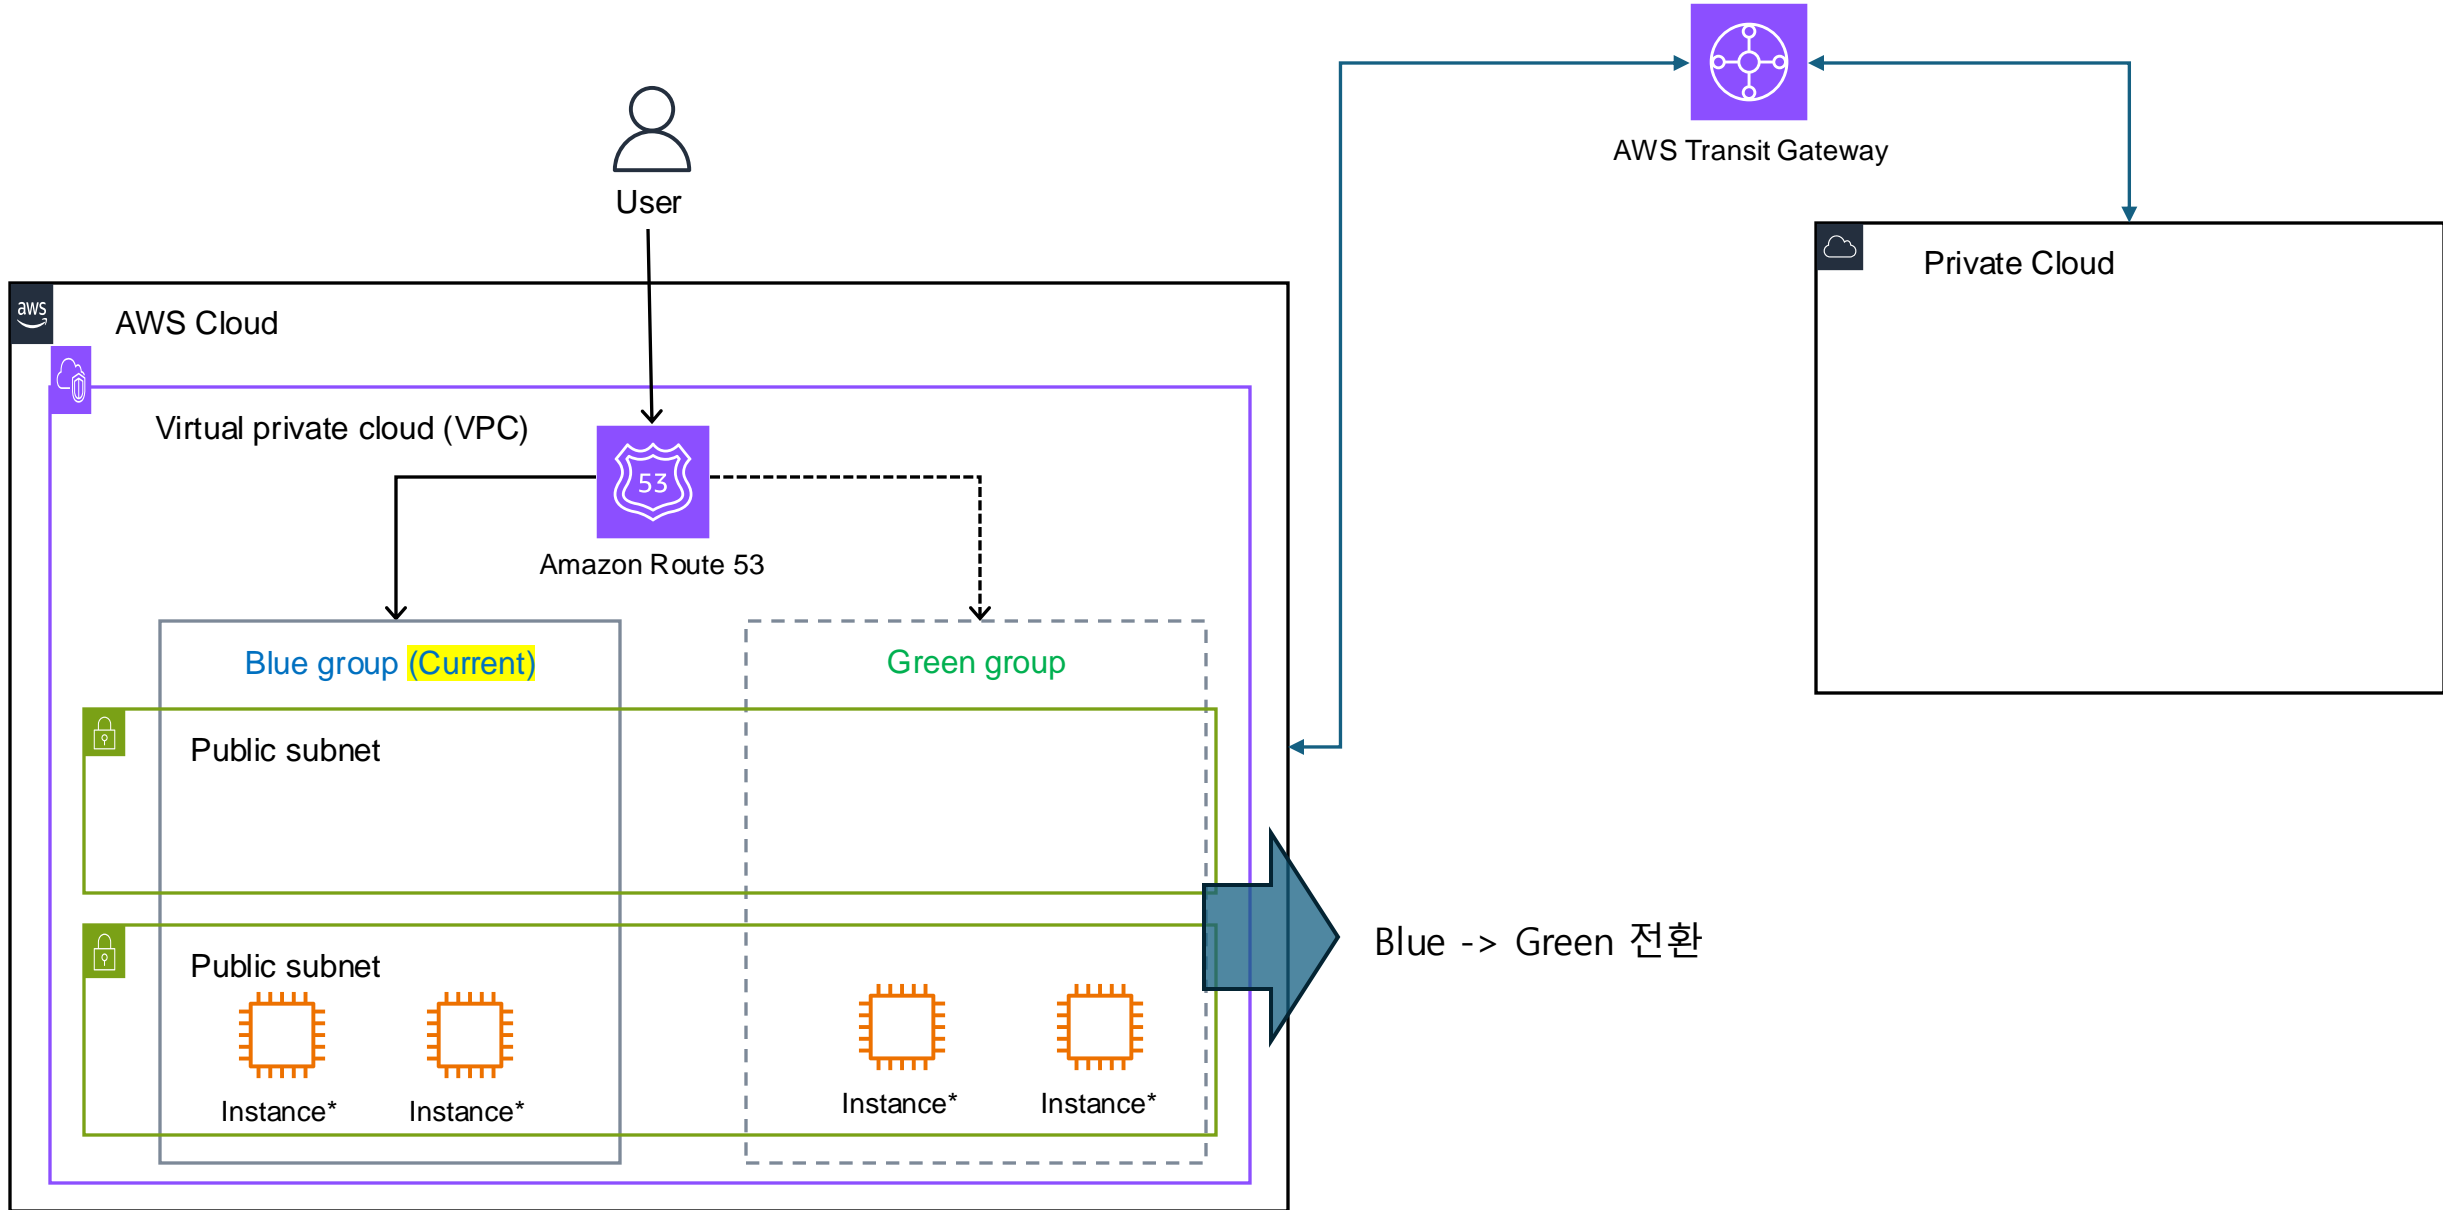 AWS Transit Gateway
User
Private Cloud
aws
AWS Cloud
Virtual private cloud (VPC)
53
Amazon Route 53
Blue group (Current)
Green group
Public subnet
Public subnet
Blue -> Green 전환
Instance*
Instance*
Instance*
Instance*